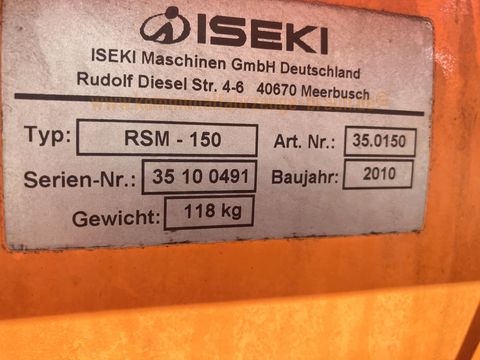 ISEKI
ISEKI Maschinen GmbH Deutschland
Rudolf Diesel Str. 4-6 40670 Meerbusch
Typ: RSM - 150 Art. Nr.: 35.0150
Serien-Nr.: 35 10 0491 Baujahr: 2010
Gewicht: 118 kg